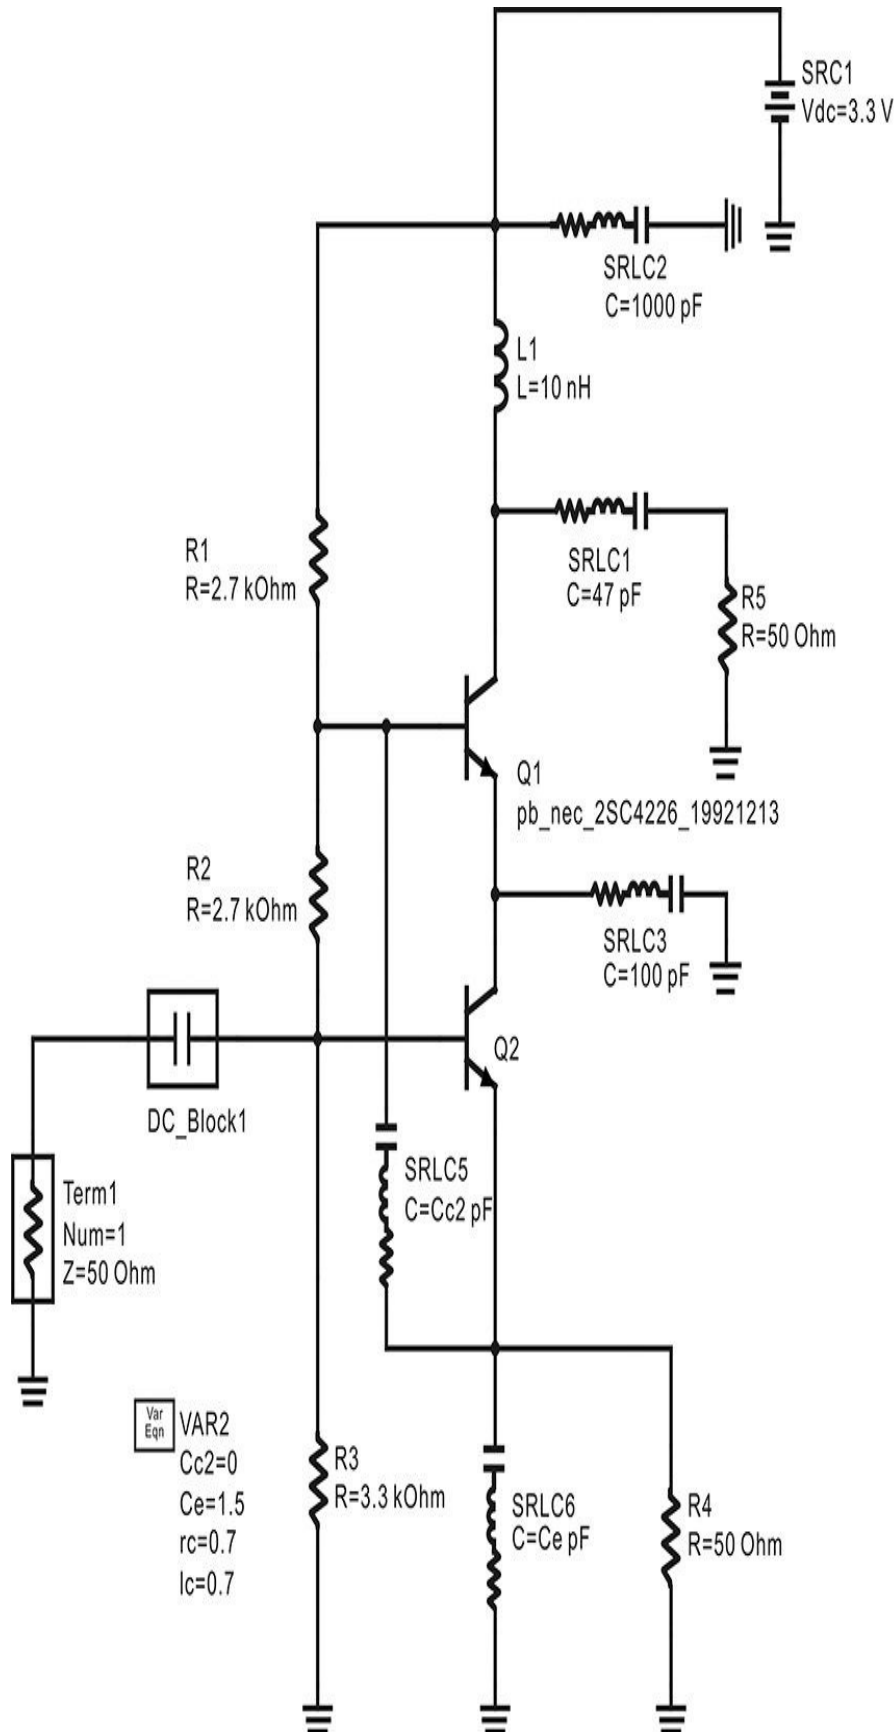 SRC1
Vdc=3.3 V
SRLC2
C=1000 pF
L1
L=10 nH
R1
R=2.7 kOhm
SRLC1
C=47 pF
R5
R=50 Ohm
Q1
pb_nec_2SC4226_19921213
R2
R=2.7 kOhm
SRLC3
C=100 pF
Q2
DC_Block1
Term1
Num=1
Z=50 Ohm
SRLC5
C=Cc2 pF
Var
Eqn
VAR2
Cc2=0
Ce=1.5
rc=0.7
lc=0.7
R3
R=3.3 kOhm
SRLC6
C=Ce pF
R4
R=50 Ohm